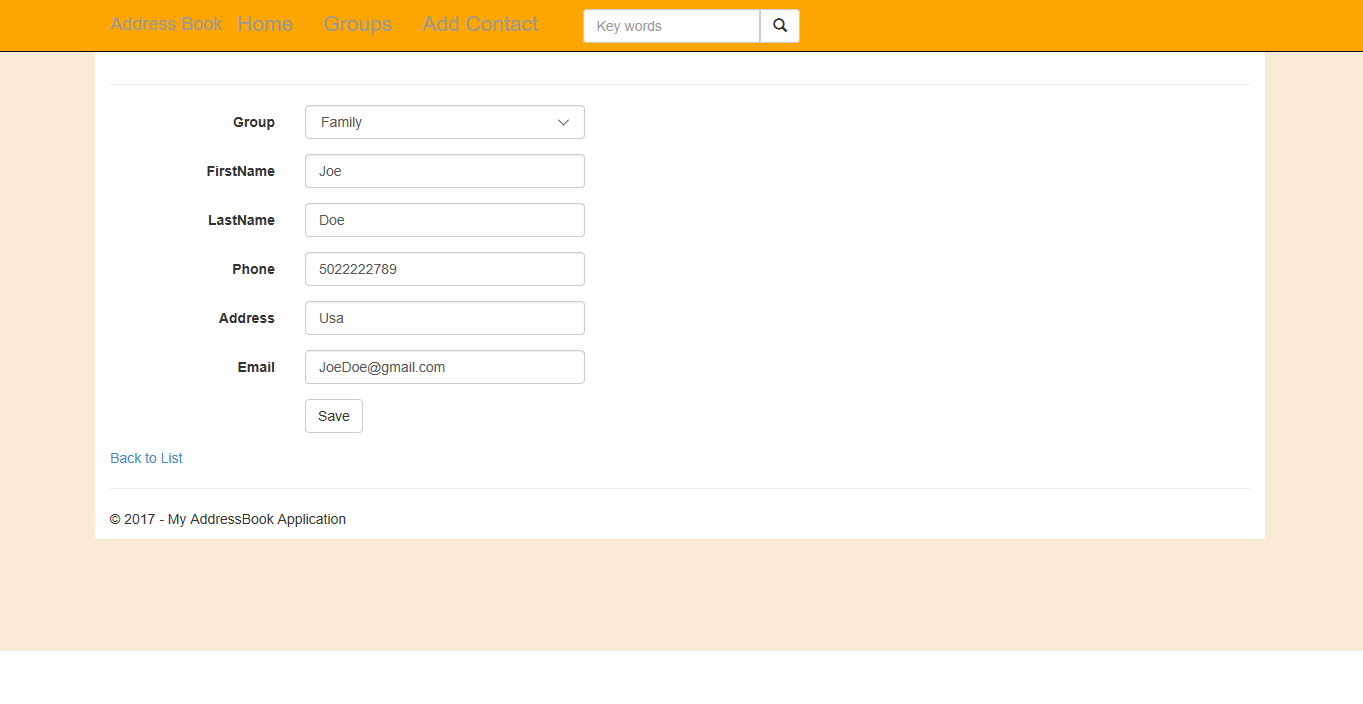 Address Book Home Groups Add Contact Key words
Group Family
FirstName Joe
LastName Doe
Phone 5022222789
Address Usa
Email JoeDoe@gmail.com
Save
Back to List
© 2017 - My AddressBook Application